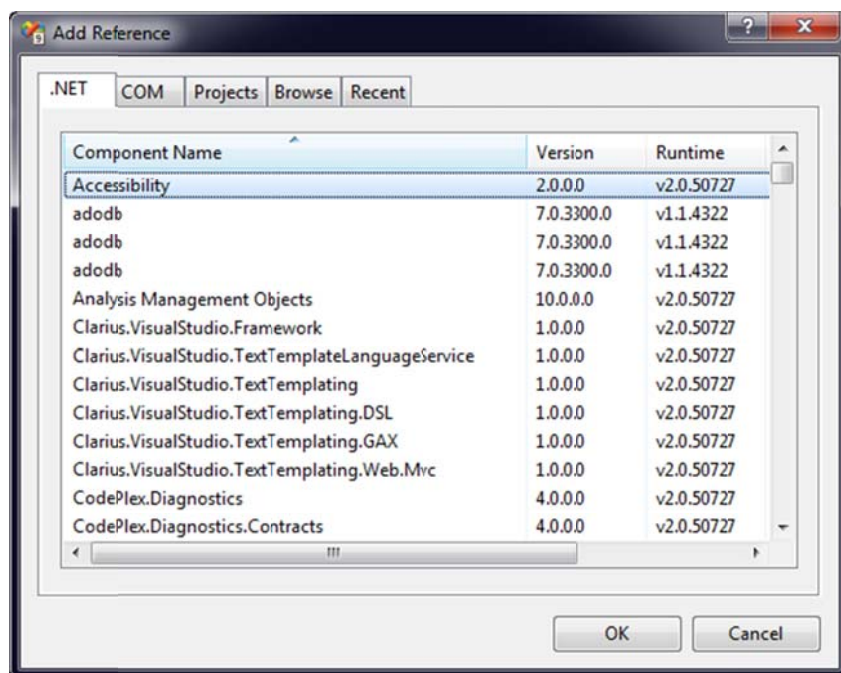 Add Reference
.NET COM Projects Browse Recent
Component Name Version Runtime
Accessibility 2.0.0.0 v2.0.50727
adodb 7.0.3300.0 v1.1.4322
adodb 7.0.3300.0 v1.1.4322
adodb 7.0.3300.0 v1.1.4322
Analysis Management Objects 10.0.0.0 v2.0.50727
Clarius.VisualStudio.Framework 1.0.0.0 v2.0.50727
Clarius.VisualStudio.TextTemplateLanguageService 1.0.0.0 v2.0.50727
Clarius.VisualStudio.TextTemplating 1.0.0.0 v2.0.50727
Clarius.VisualStudio.TextTemplating.DSL 1.0.0.0 v2.0.50727
Clarius.VisualStudio.TextTemplating.GAX 1.0.0.0 v2.0.50727
Clarius.VisualStudio.TextTemplating.Web.Mvc 1.0.0.0 v2.0.50727
CodePlex.Diagnostics 4.0.0.0 v2.0.50727
CodePlex.Diagnostics.Contracts 4.0.0.0 v2.0.50727
OK Cancel